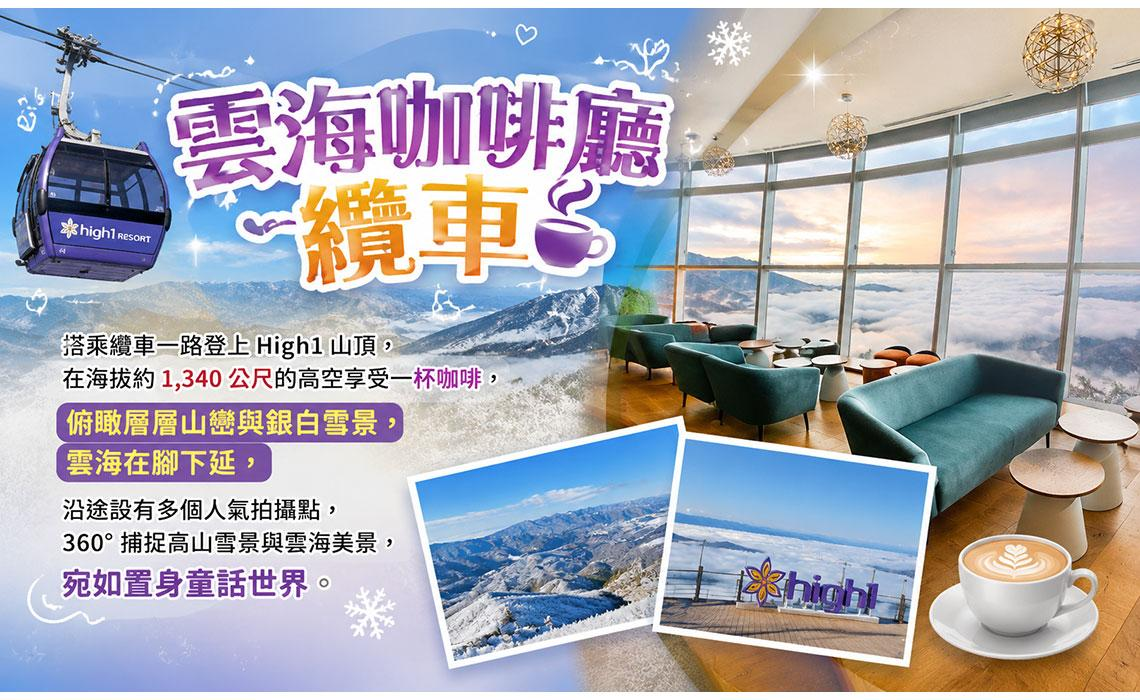 雲海咖啡廳
纜車
high1 RESORT
搭乘纜車一路登上 High1 山頂，
在海拔約 1,340 公尺的高空享受一杯咖啡，
俯瞰層層山巒與銀白雪景，
雲海在腳下延，
沿途設有多個人氣拍攝點，
360° 捕捉高山雪景與雲海美景，
宛如置身童話世界。
high1